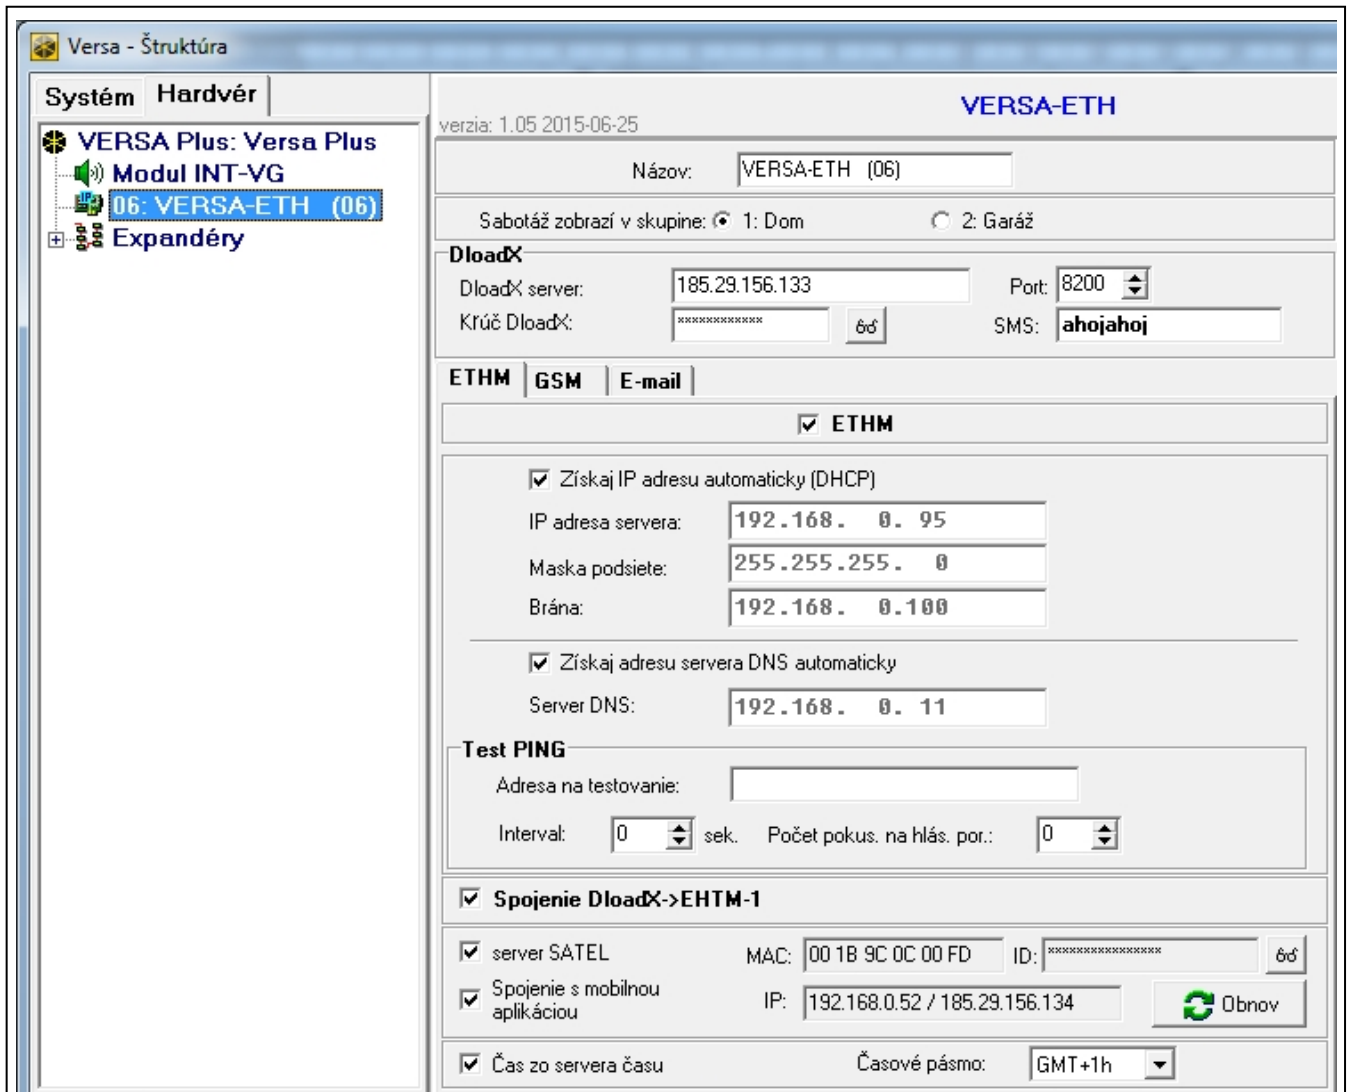 Versa - Štruktúra
Systém Hardvér
VERSA Plus: Versa Plus
Modul INT-VG
06: VERSA-ETH (06)
Expandéry
VERSA-ETH
verzia: 1.05 2015-06-25
Názov: VERSA-ETH (06)
Sabotáž zobrazí v skupine: 1: Dom 2: Garáž
DloadX
DloadX server: 185.29.156.133 Port: 8200
Kľúč DloadX: ************ SMS: ahojahoj
ETHM GSM E-mail
ETHM
Získaj IP adresu automaticky (DHCP)
IP adresa servera: 192.168. 0. 95
Maska podsiete: 255.255.255. 0
Brána: 192.168. 0.100
Získaj adresu servera DNS automaticky
Server DNS: 192.168. 0. 11
Test PING
Adresa na testovanie:
Interval: 0 sek. Počet pokus. na hlás. por.: 0
Spojenie DloadX->EHTM-1
server SATEL MAC: 00 1B 9C 0C 00 FD ID: ****************
Spojenie s mobilnou
aplikáciou IP: 192.168.0.52 / 185.29.156.134 Obnov
Čas zo servera času Časové pásmo: GMT+1h